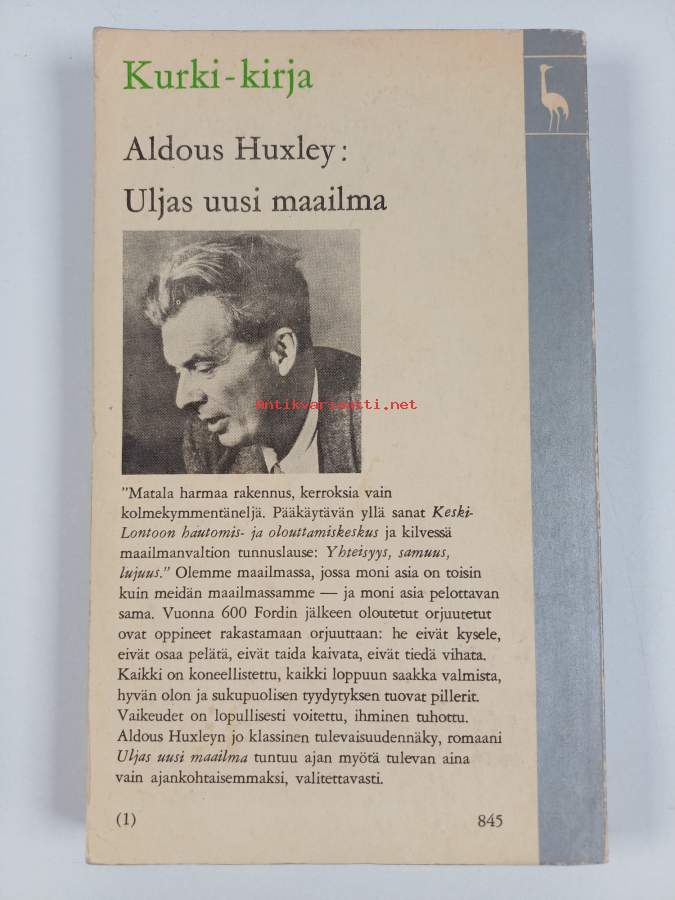 Kurki-kirja
Aldous Huxley:
Uljas uusi maailma
Antikvariaatti.net
"Matala harmaa rakennus, kerroksia vain
kolmekymmentäneljä. Pääkäytävän yllä sanat Keski-
Lontoon hautomis- ja olouttamiskeskus ja kilvessä
maailmanvaltion tunnuslause: Yhteisyys, samuus,
lujuus." Olemme maailmassa, jossa moni asia on toisin
kuin meidän maailmassamme — ja moni asia pelottavan
sama. Vuonna 600 Fordin jälkeen oloutetut orjuutetut
ovat oppineet rakastamaan orjuuttaan: he eivät kysele,
eivät osaa pelätä, eivät taida kaivata, eivät tiedä vihata.
Kaikki on koneellistettu, kaikki loppuun saakka valmista,
hyvän olon ja sukupuolisen tyydytyksen tuovat pillerit.
Vaikeudet on lopullisesti voitettu, ihminen tuhottu.
Aldous Huxleyn jo klassinen tulevaisuudennäky, romaani
Uljas uusi maailma tuntuu ajan myötä tulevan aina
vain ajankohtaisemmaksi, valitettavasti.
(1) 845